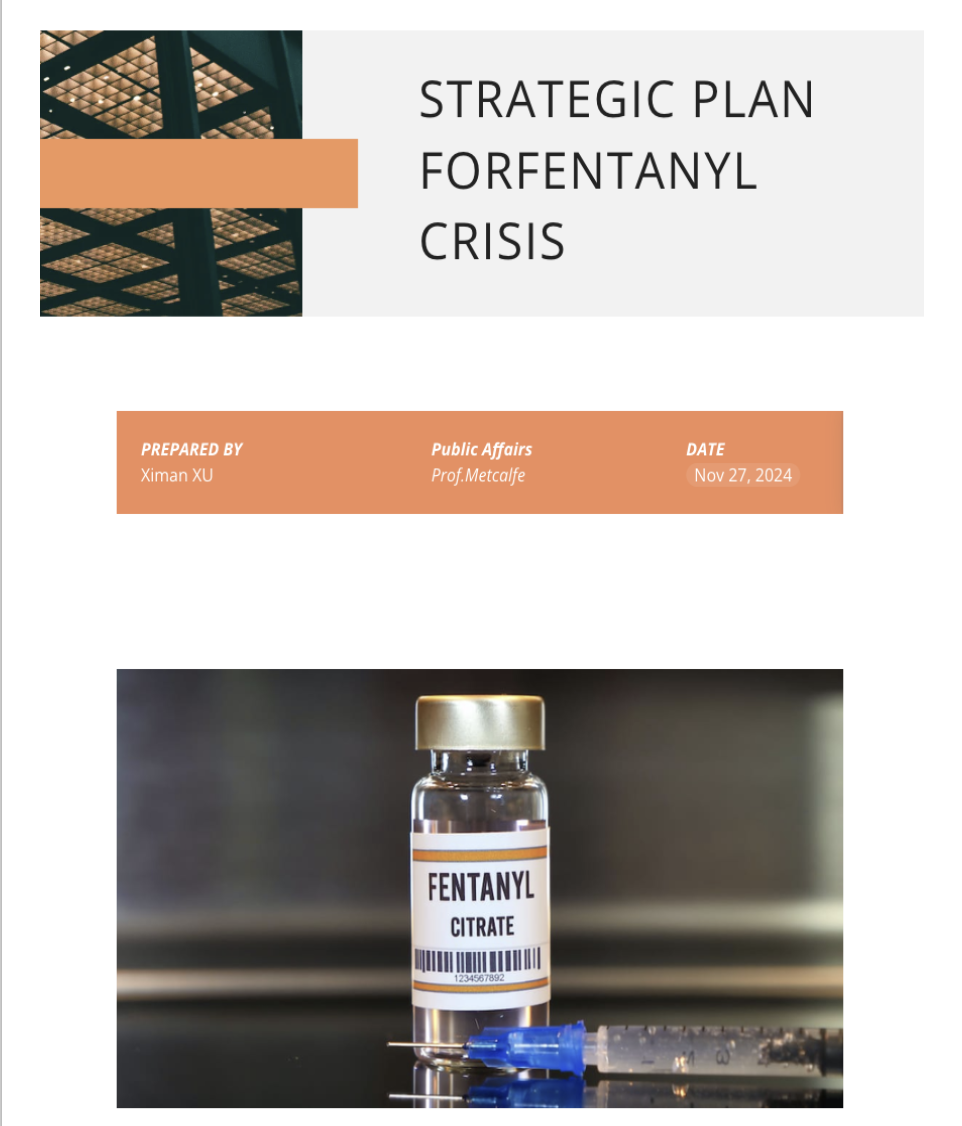 STRATEGIC PLAN
FORFENTANYL
CRISIS
PREPARED BY
Ximan XU
Public Affairs
Prof.Metcalfe
DATE
Nov 27, 2024
FENTANYL
CITRATE
1234567892